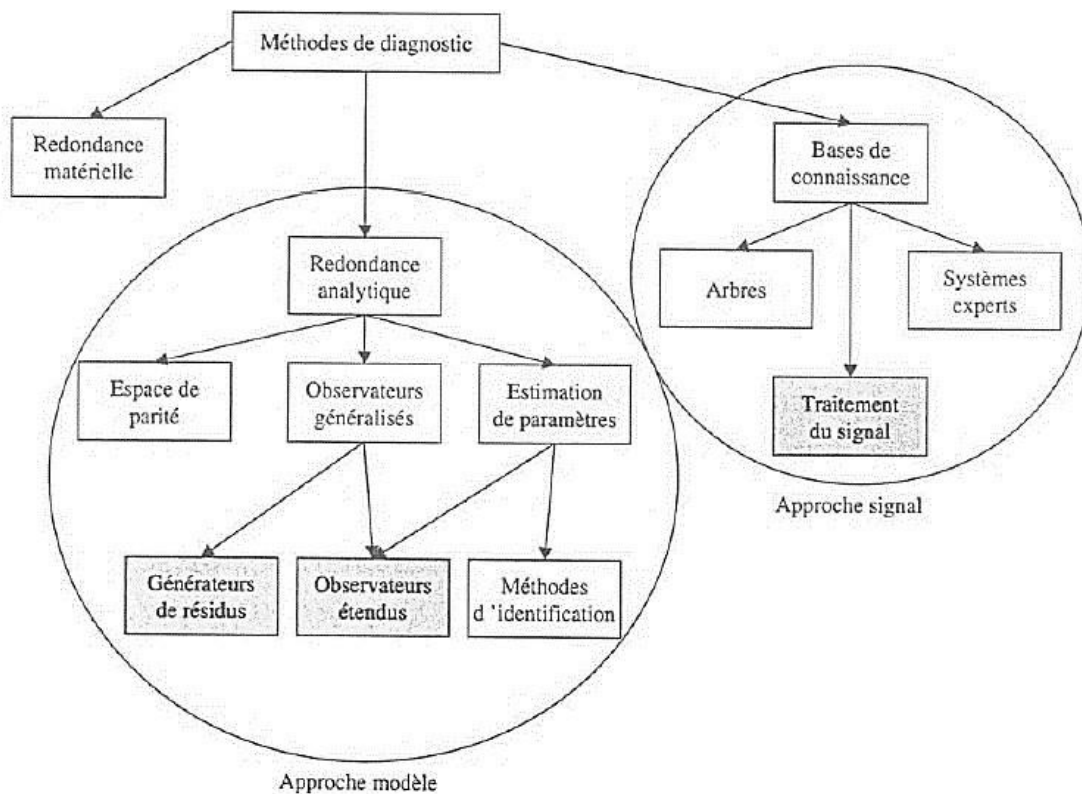 Méthodes de diagnostic
Redondance
matérielle
Bases de
connaissance
Redondance
analytique
Arbres
Systèmes
experts
Espace de
parité
Observateurs
généralisés
Estimation
de paramètres
Traitement
du signal
Approche signal
Générateurs
de résidus
Observateurs
étendus
Méthodes
d 'identification
Approche modèle